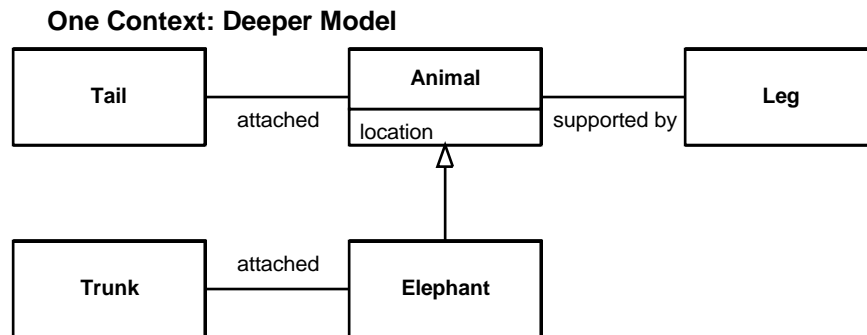 One Context: Deeper Model
Tail
attached
Animal
location
supported by
Leg
Trunk
attached
Elephant